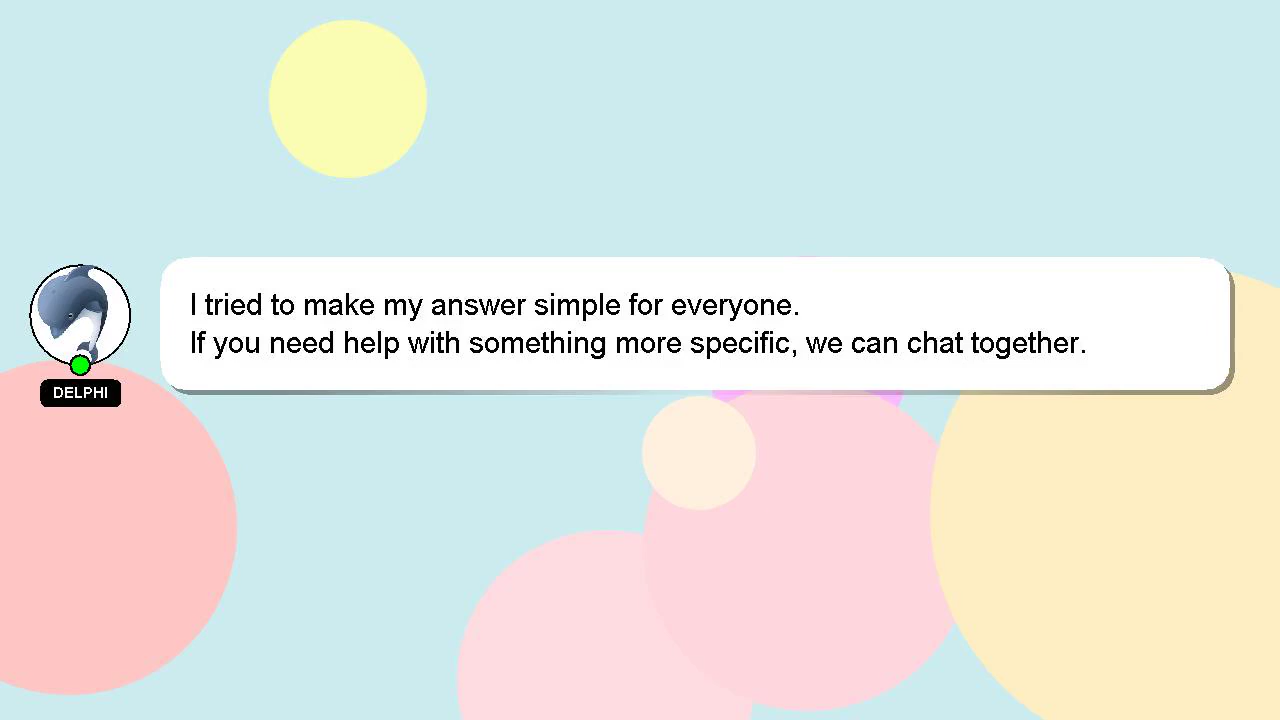 I tried to make my answer simple for everyone.
If you need help with something more specific, we can chat together.
DELPHI